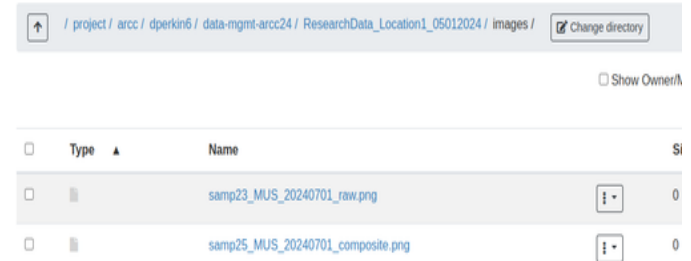 / project / arcc / dperkin6 / data-mgmt-arcc24 / ResearchData_Location1_05012024 / images / Change directory
Show Owner/M
Type ▲ Name Si
samp23_MUS_20240701_raw.png 0
samp25_MUS_20240701_composite.png 0